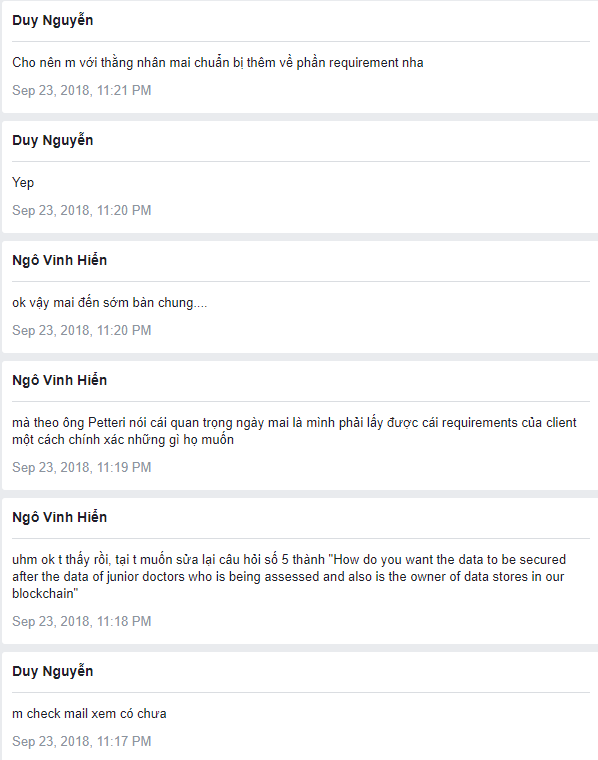 Duy Nguyễn
Cho nên m với thằng nhân mai chuẩn bị thêm về phần requirement nha
Sep 23, 2018, 11:21 PM
Duy Nguyễn
Yep
Sep 23, 2018, 11:20 PM
Ngô Vinh Hiển
ok vậy mai đến sớm bàn chung....
Sep 23, 2018, 11:20 PM
Ngô Vinh Hiển
mà theo ông Petteri nói cái quan trọng ngày mai là mình phải lấy được cái requirements của client
một cách chính xác những gì họ muốn
Sep 23, 2018, 11:19 PM
Ngô Vinh Hiển
uhm ok t thấy rồi, tại t muốn sửa lại câu hỏi số 5 thành "How do you want the data to be secured
after the data of junior doctors who is being assessed and also is the owner of data stores in our
blockchain"
Sep 23, 2018, 11:18 PM
Duy Nguyễn
m check mail xem có chưa
Sep 23, 2018, 11:17 PM